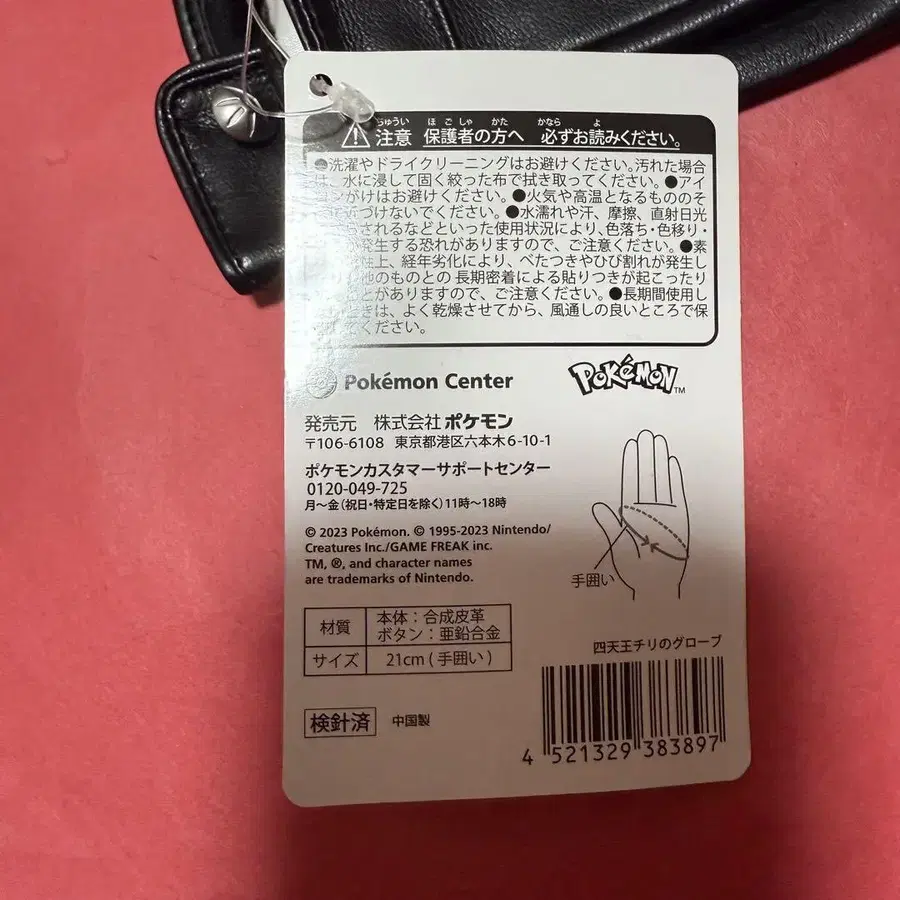 ちゅうい ほごしゃ かた かなら よ
注意 保護者の方へ 必ずお読みください。
●洗濯やドライクリーニングはお避けください。汚れた場合
は、水に浸して固く絞った布で拭き取ってください。●アイ
ンがけはお避けください。●火気や高温となるもののそ
近づけないでください。●水濡れや汗、摩擦、直射日光
されるなどといった使用状況により、色落ち・色移り・
が発生する恐れがありますので、ご注意ください。●素
性上、経年劣化により、べたつきやひび割れが発生し
他のものとの長期密着による貼りつきが起こったり
とがありますので、ご注意ください。●長期間使用し
きは、よく乾燥させてから、風通しの良いところで保
てください。
Pokémon Center
POKéMON TM
発売元 株式会社ポケモン
〒106-6108 東京都港区六本木6-10-1
ポケモンカスタマーサポートセンター
0120-049-725
月～金(祝日・特定日を除く)11時～18時
© 2023 Pokémon. © 1995-2023 Nintendo/
Creatures Inc./GAME FREAK inc.
TM, ®, and character names
are trademarks of Nintendo.
手囲い
材質 本体：合成皮革
ボタン：亜鉛合金
サイズ 21cm (手囲い)
四天王チリのグローブ
検針済 中国製
4 521329 383897